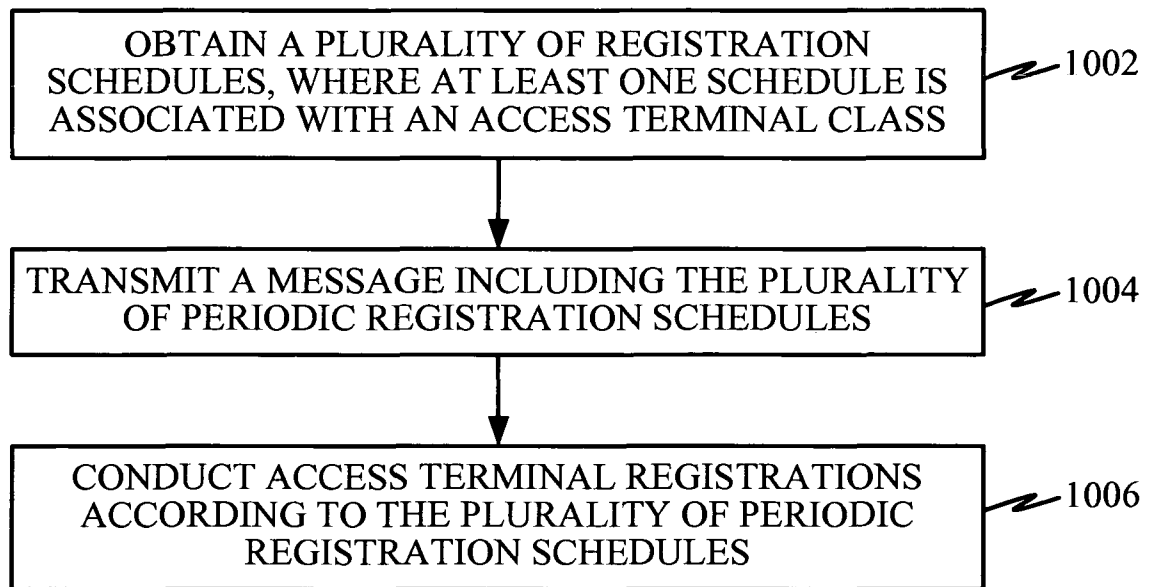 OBTAIN A PLURALITY OF REGISTRATION
SCHEDULES, WHERE AT LEAST ONE SCHEDULE IS
ASSOCIATED WITH AN ACCESS TERMINAL CLASS
1002
TRANSMIT A MESSAGE INCLUDING THE PLURALITY
OF PERIODIC REGISTRATION SCHEDULES
1004
CONDUCT ACCESS TERMINAL REGISTRATIONS
ACCORDING TO THE PLURALITY OF PERIODIC
REGISTRATION SCHEDULES
1006